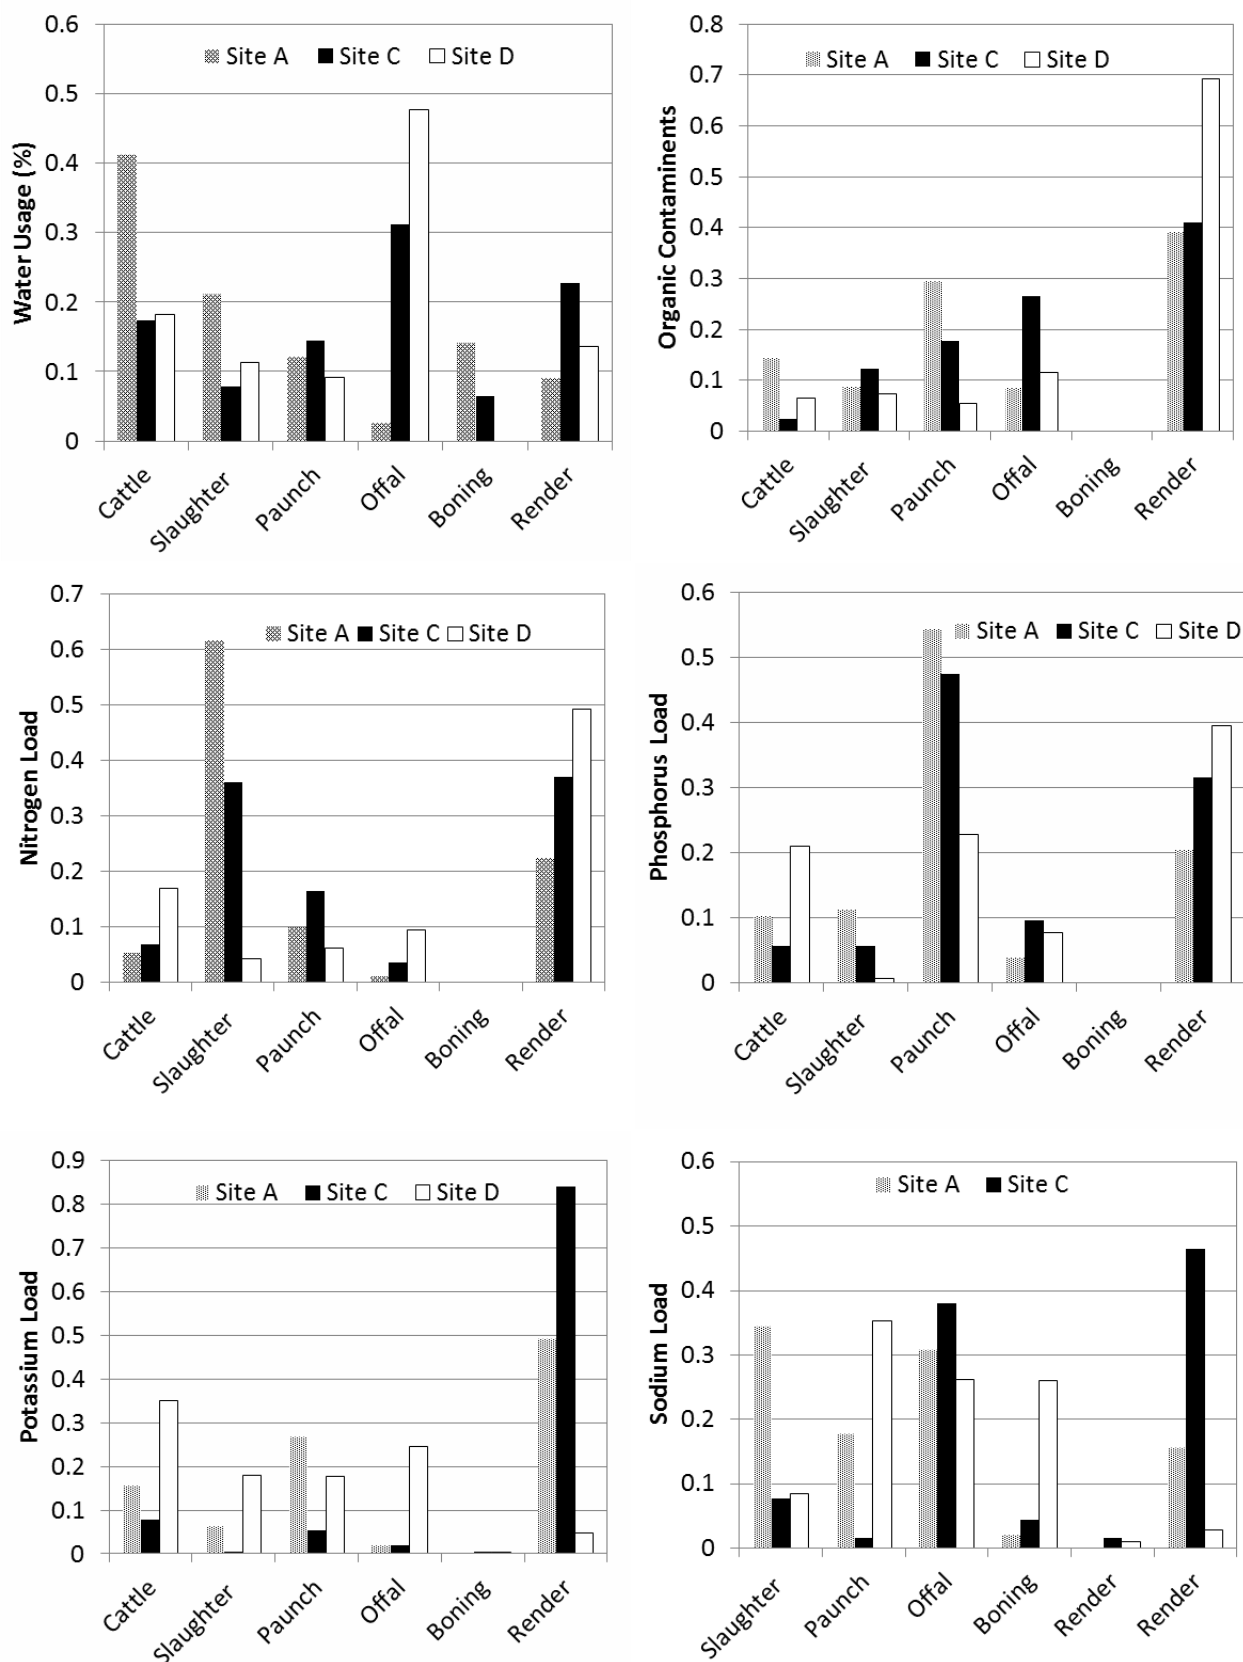 Water Usage (%)
0.6
0.5
0.4
0.3
0.2
0.1
0
Site A Site C Site D
Cattle
Slaughter
Paunch
Offal
Boning
Render
Organic Contaminents
0.8
0.7
0.6
0.5
0.4
0.3
0.2
0.1
0
Site A Site C Site D
Cattle
Slaughter
Paunch
Offal
Boning
Render
Nitrogen Load
0.7
0.6
0.5
0.4
0.3
0.2
0.1
0
Site A Site C Site D
Cattle
Slaughter
Paunch
Offal
Boning
Render
Phosphorus Load
0.6
0.5
0.4
0.3
0.2
0.1
0
Site A Site C Site D
Cattle
Slaughter
Paunch
Offal
Boning
Render
Potassium Load
0.9
0.8
0.7
0.6
0.5
0.4
0.3
0.2
0.1
0
Site A Site C Site D
Cattle
Slaughter
Paunch
Offal
Boning
Render
Sodium Load
0.6
0.5
0.4
0.3
0.2
0.1
0
Site A Site C
Slaughter
Paunch
Offal
Boning
Render
Render